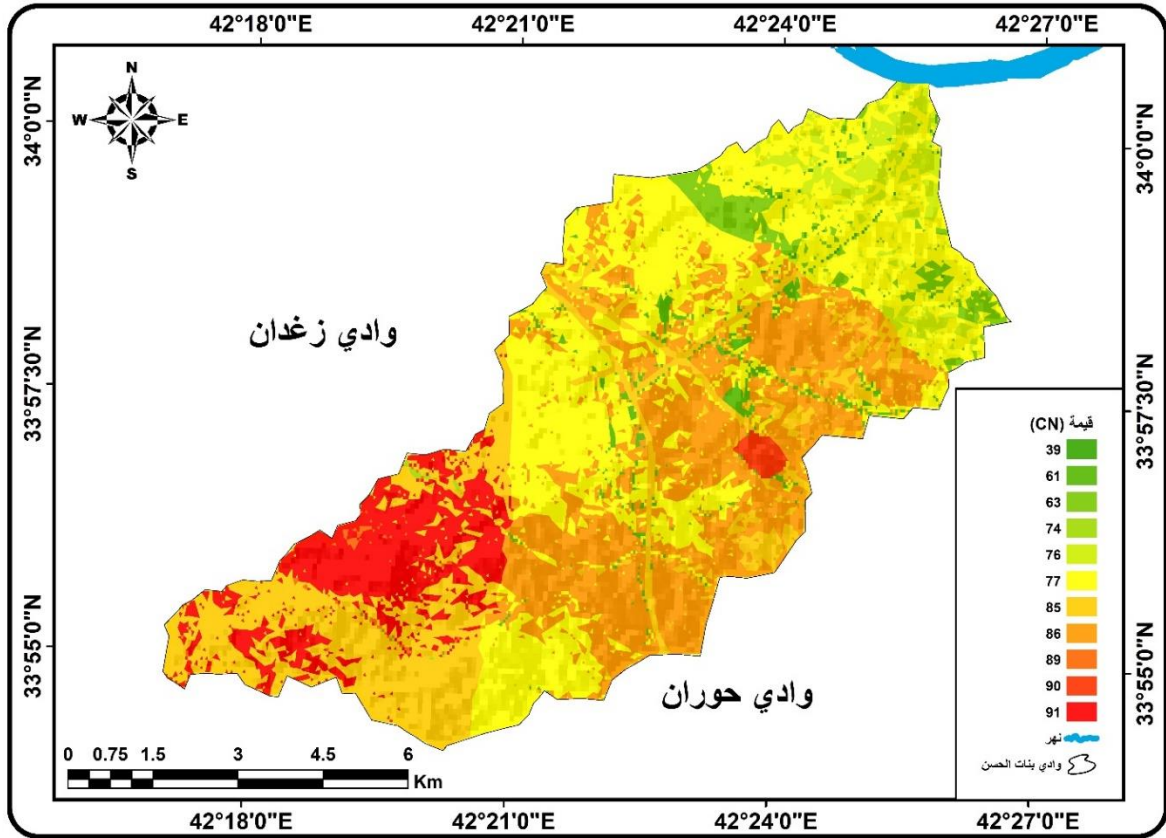 42°18'0"E 42°21'0"E 42°24'0"E 42°27'0"E
N
W E
S
34°0'0"N
34°0'0"N
وادي زغدان
33°57'30"N
33°57'30"N
قيمة (CN)
39
61
63
74
76
77
85
86
89
90
91
نهر
وادي بنات الحسن
33°55'0"N
33°55'0"N
وادي حوران
0 0.75 1.5 3 4.5 6
Km
42°18'0"E 42°21'0"E 42°24'0"E 42°27'0"E